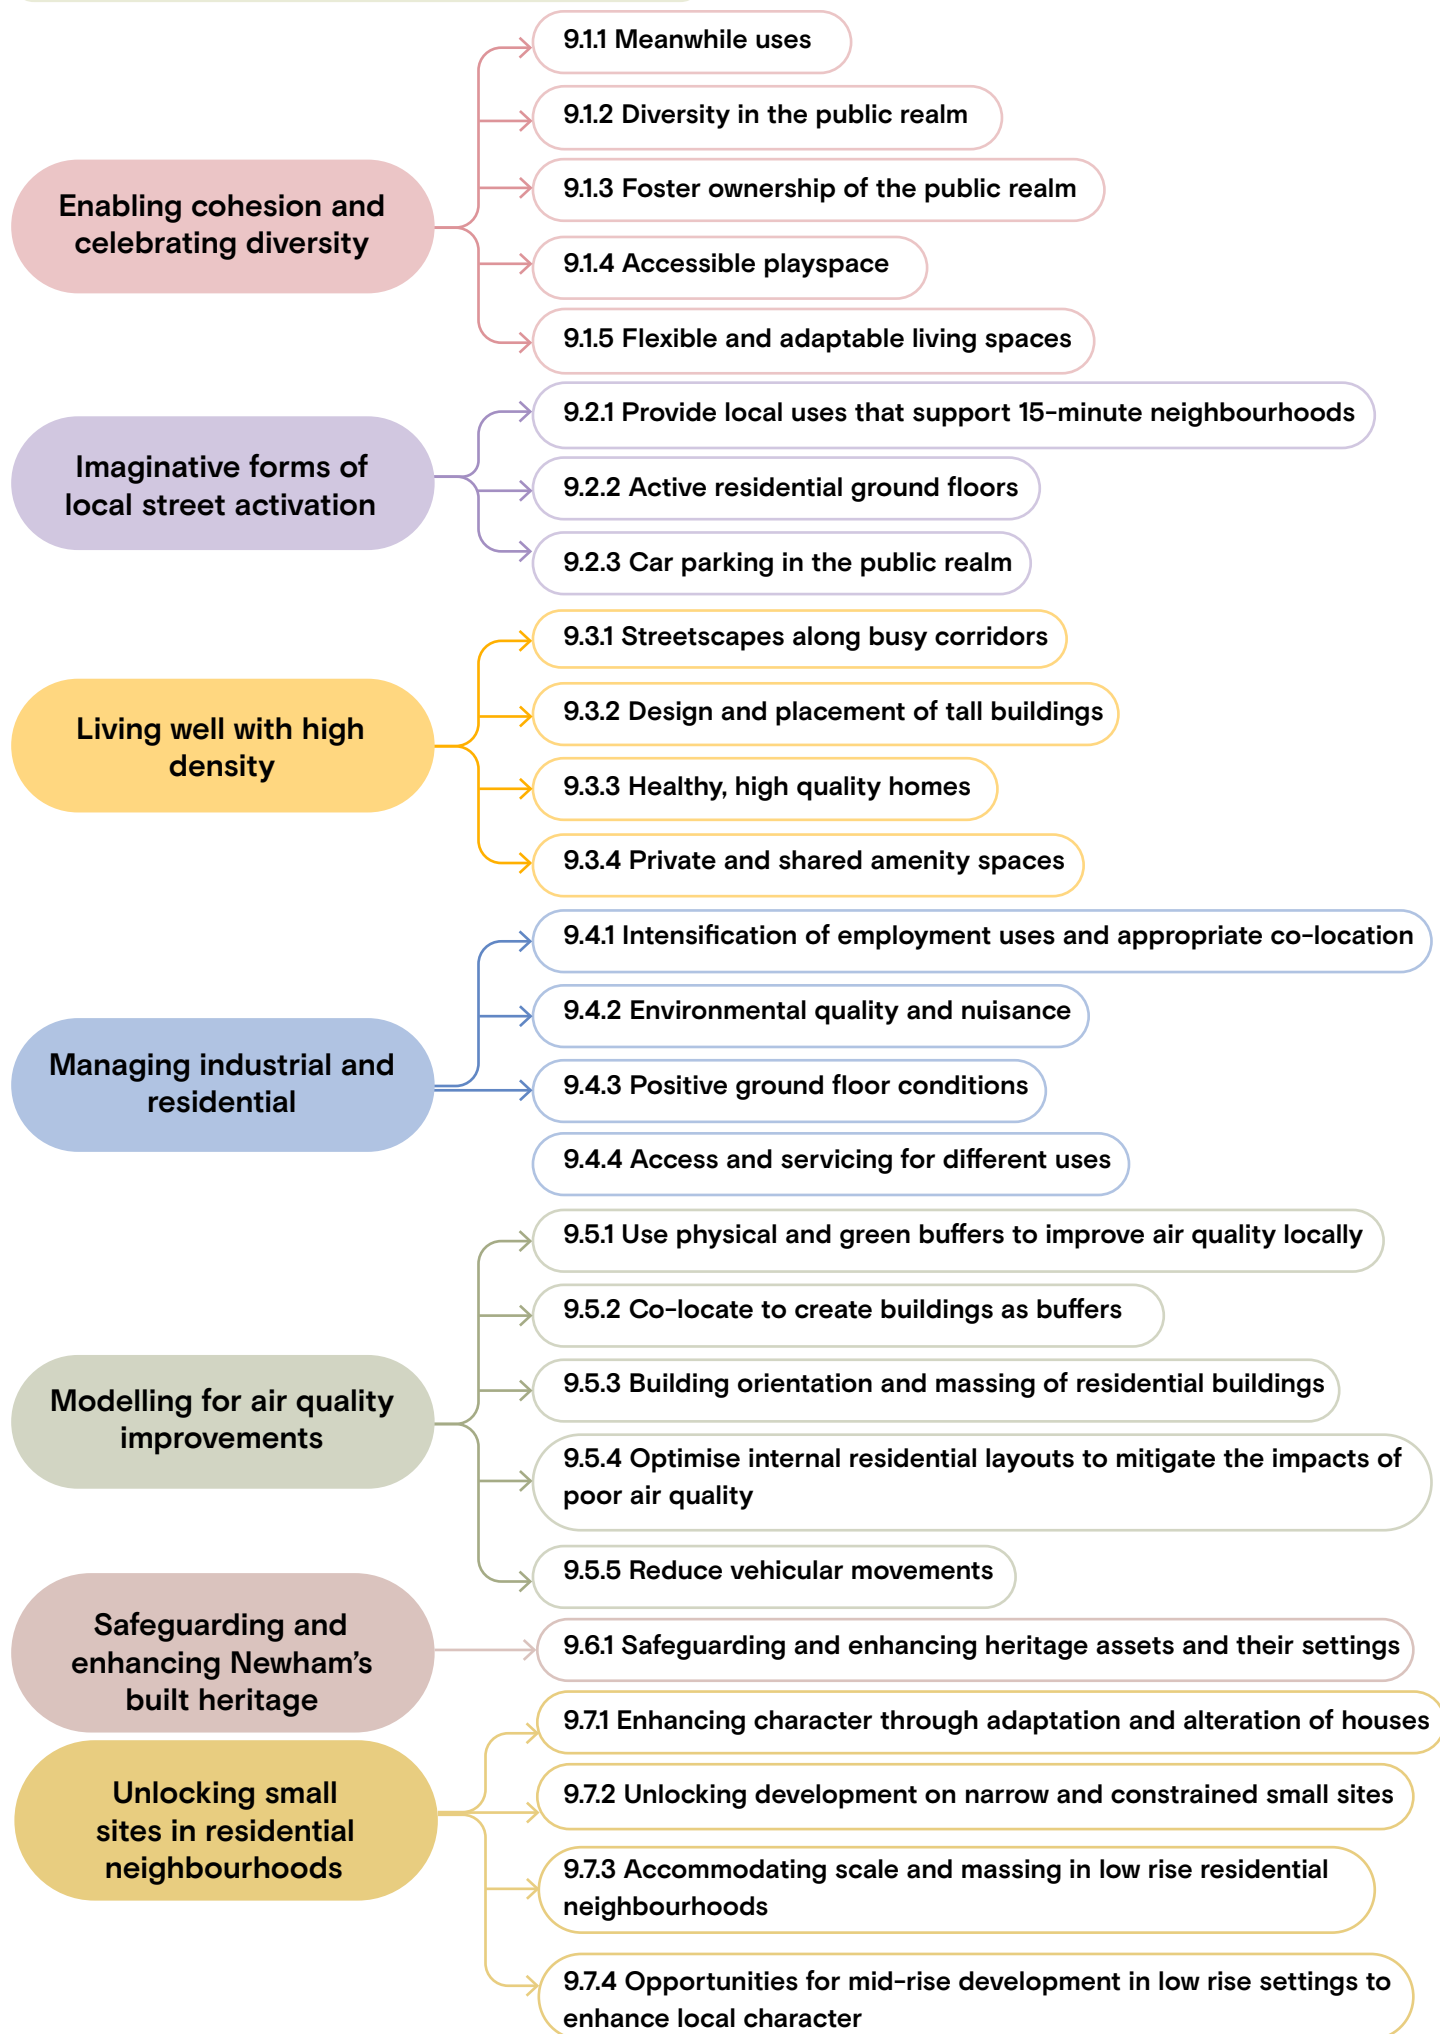 Enabling cohesion and
celebrating diversity
9.1.1 Meanwhile uses
9.1.2 Diversity in the public realm
9.1.3 Foster ownership of the public realm
9.1.4 Accessible playspace
9.1.5 Flexible and adaptable living spaces
Imaginative forms of
local street activation
9.2.1 Provide local uses that support 15-minute neighbourhoods
9.2.2 Active residential ground floors
9.2.3 Car parking in the public realm
Living well with high
density
9.3.1 Streetscapes along busy corridors
9.3.2 Design and placement of tall buildings
9.3.3 Healthy, high quality homes
9.3.4 Private and shared amenity spaces
Managing industrial and
residential
9.4.1 Intensification of employment uses and appropriate co-location
9.4.2 Environmental quality and nuisance
9.4.3 Positive ground floor conditions
9.4.4 Access and servicing for different uses
Modelling for air quality
improvements
9.5.1 Use physical and green buffers to improve air quality locally
9.5.2 Co-locate to create buildings as buffers
9.5.3 Building orientation and massing of residential buildings
9.5.4 Optimise internal residential layouts to mitigate the impacts of
poor air quality
9.5.5 Reduce vehicular movements
Safeguarding and
enhancing Newham's
built heritage
9.6.1 Safeguarding and enhancing heritage assets and their settings
Unlocking small
sites in residential
neighbourhoods
9.7.1 Enhancing character through adaptation and alteration of houses
9.7.2 Unlocking development on narrow and constrained small sites
9.7.3 Accommodating scale and massing in low rise residential
neighbourhoods
9.7.4 Opportunities for mid-rise development in low rise settings to
enhance local character